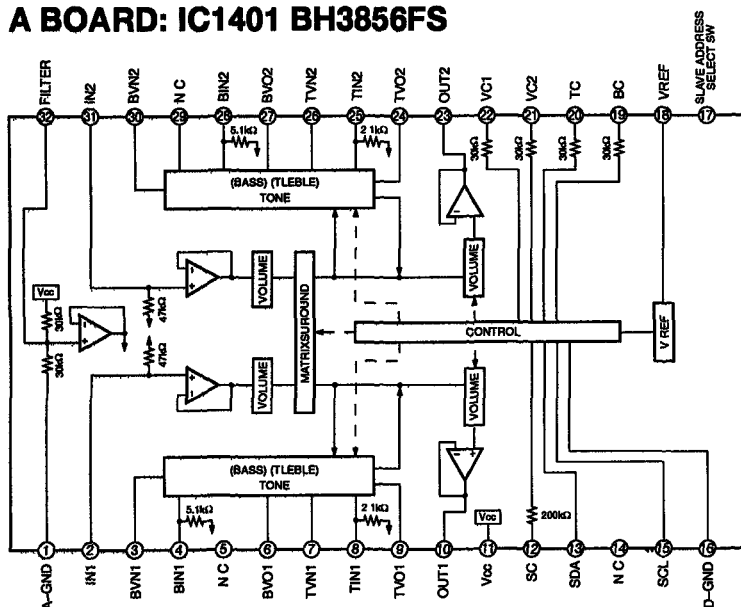 A BOARD: IC1401 BH3856FS
FILTER
IN2
BVN2
N C
BIN2
BVO2
TVN2
TIN2
TVO2
OUT2
VC1
VC2
TC
BC
VREF
SLAVE ADDRESS
SELECT SW
32 31 30 29 28 27 26 25 24 23 22 21 20 19 18 17
5.1kΩ
2 1kΩ
30kΩ
30kΩ
30kΩ
30kΩ
(BASS) (TLEBLE)
TONE
Vcc
30kΩ
30kΩ
47kΩ
47kΩ
VOLUME
VOLUME
MATRIXSUROUND
VOLUME
VOLUME
CONTROL
V REF
(BASS) (TLEBLE)
TONE
5.1kΩ
2 1kΩ
Vcc
200kΩ
1 2 3 4 5 6 7 8 9 10 11 12 13 14 15 16
A-GND
IN1
BVN1
BIN1
N C
BVO1
TVN1
TIN1
TVO1
OUT1
Vcc
SC
SDA
N C
SCL
D-GND